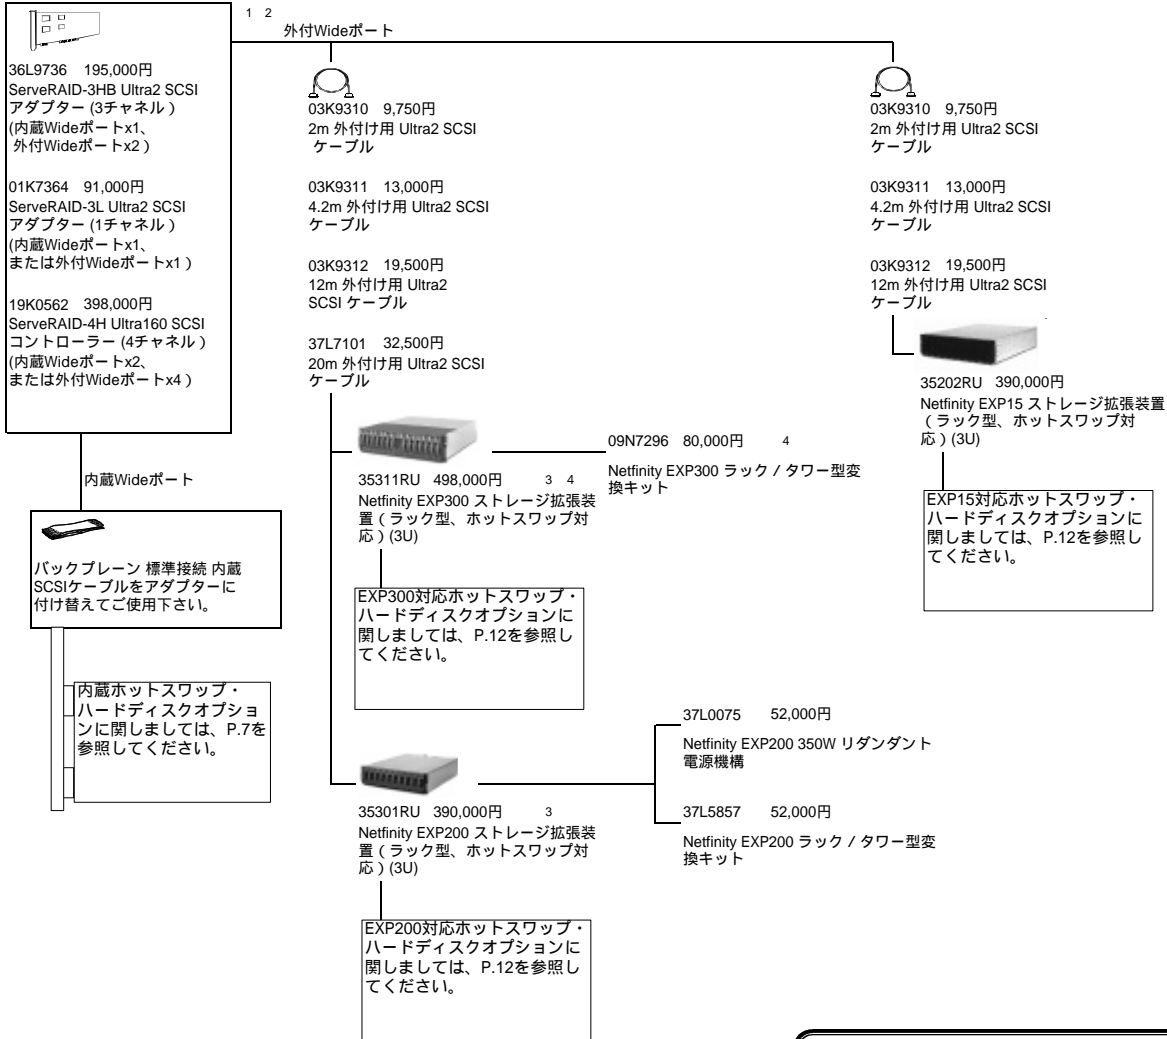 1 2
外付Wideポート
36L9736 195,000円
ServeRAID-3HB Ultra2 SCSI
アダプター (3チャネル )
(内蔵Wideポートx1、
外付Wideポートx2 )
01K7364 91,000円
ServeRAID-3L Ultra2 SCSI
アダプター (1チャネル )
(内蔵Wideポートx1、
または外付Wideポートx1 )
19K0562 398,000円
ServeRAID-4H Ultra160 SCSI
コントローラー (4チャネル )
(内蔵Wideポートx2、
または外付Wideポートx4 )
内蔵Wideポート
バックプレーン 標準接続 内蔵
SCSIケーブルをアダプターに
付け替えてご使用下さい。
内蔵ホットスワップ・
ハードディスクオプショ
ンに関しましては、P.7を
参照してください。
03K9310 9,750円
2m 外付け用 Ultra2 SCSI
ケーブル
03K9311 13,000円
4.2m 外付け用 Ultra2 SCSI
ケーブル
03K9312 19,500円
12m 外付け用 Ultra2
SCSI ケーブル
37L7101 32,500円
20m 外付け用 Ultra2 SCSI
ケーブル
35311RU 498,000円 3 4
Netfinity EXP300 ストレージ拡張装
置 ( ラック型、ホットスワップ対
応 ) (3U)
09N7296 80,000円 4
Netfinity EXP300 ラック / タワー型変
換キット
EXP300対応ホットスワップ・
ハードディスクオプションに
関しましては、P.12を参照し
てください。
35301RU 390,000円 3
Netfinity EXP200 ストレージ拡張装
置 ( ラック型、ホットスワップ対
応 ) (3U)
37L0075 52,000円
Netfinity EXP200 350W リダンダント
電源機構
37L5857 52,000円
Netfinity EXP200 ラック / タワー型変
換キット
EXP200対応ホットスワップ・
ハードディスクオプションに
関しましては、P.12を参照し
てください。
03K9310 9,750円
2m 外付け用 Ultra2 SCSI
ケーブル
03K9311 13,000円
4.2m 外付け用 Ultra2 SCSI
ケーブル
03K9312 19,500円
12m 外付け用 Ultra2 SCSI
ケーブル
35202RU 390,000円
Netfinity EXP15 ストレージ拡張装置
( ラック型、ホットスワップ対
応 ) (3U)
EXP15対応ホットスワップ・
ハードディスクオプションに
関しましては、P.12を参照し
てください。